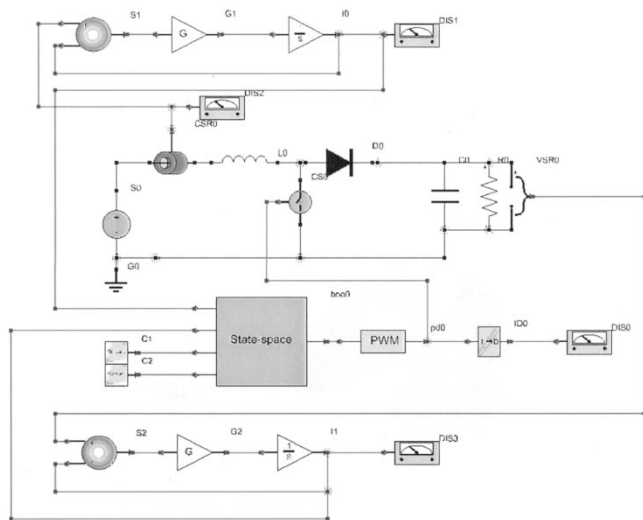 S1
G1
I0
G
1
s
DIS1
DIS2
CSR0
L0
D0
C0
R0
VSR0
S0
CS0
G0
boo0
C1
C2
State-space
PWM
pd0
ID0
DIS0
S2
G2
I1
G
1
s
DIS3